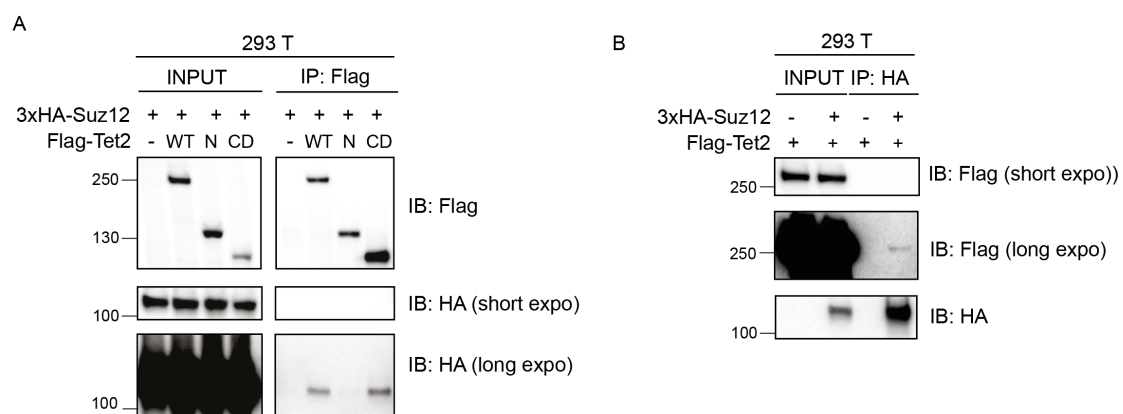 A
293 T
INPUT IP: Flag
3xHA-Suz12 + + + + + + + +
Flag-Tet2 - WT N CD - WT N CD
250
130
IB: Flag
100
IB: HA (short expo)
IB: HA (long expo)
100
B
293 T
INPUT IP: HA
3xHA-Suz12 - + - +
Flag-Tet2 + + + +
IB: Flag (short expo))
250
IB: Flag (long expo)
250
IB: HA
100